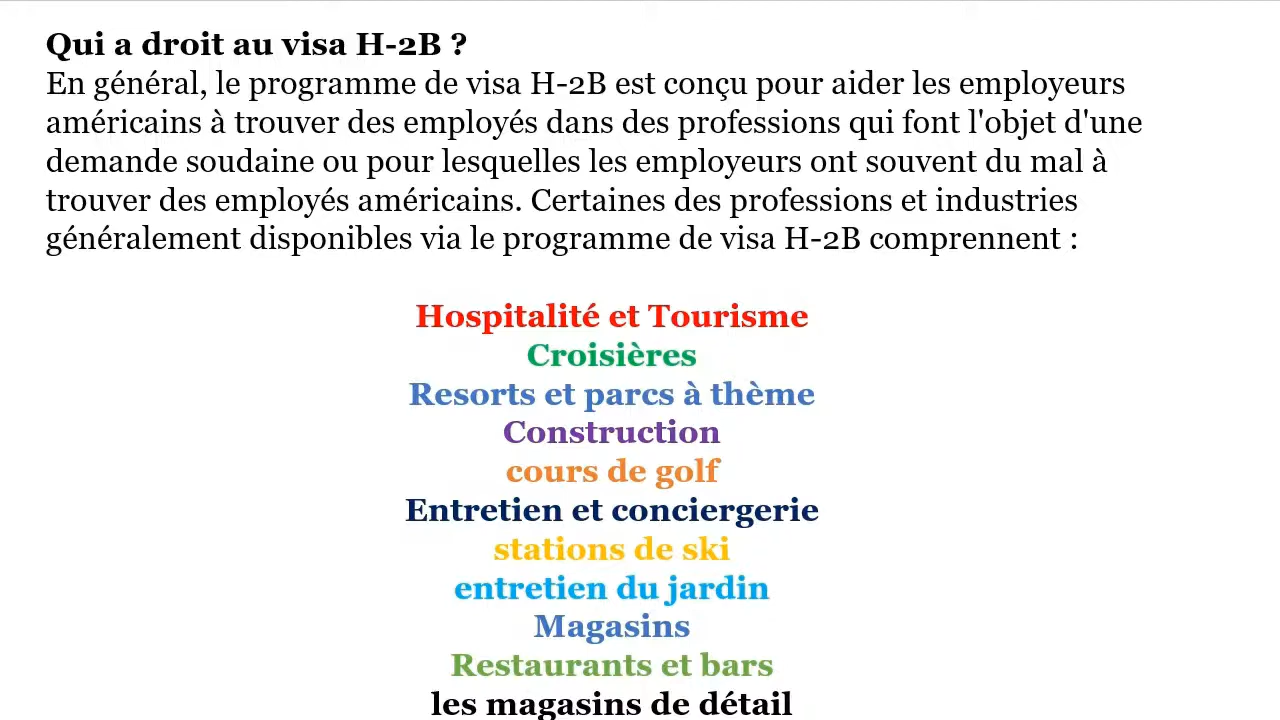 Qui a droit au visa H-2B ?
En général, le programme de visa H-2B est conçu pour aider les employeurs
américains à trouver des employés dans des professions qui font l'objet d'une
demande soudaine ou pour lesquelles les employeurs ont souvent du mal à
trouver des employés américains. Certaines des professions et industries
généralement disponibles via le programme de visa H-2B comprennent :
Hospitalité et Tourisme
Croisières
Resorts et parcs à thème
Construction
cours de golf
Entretien et conciergerie
stations de ski
entretien du jardin
Magasins
Restaurants et bars
les magasins de détail